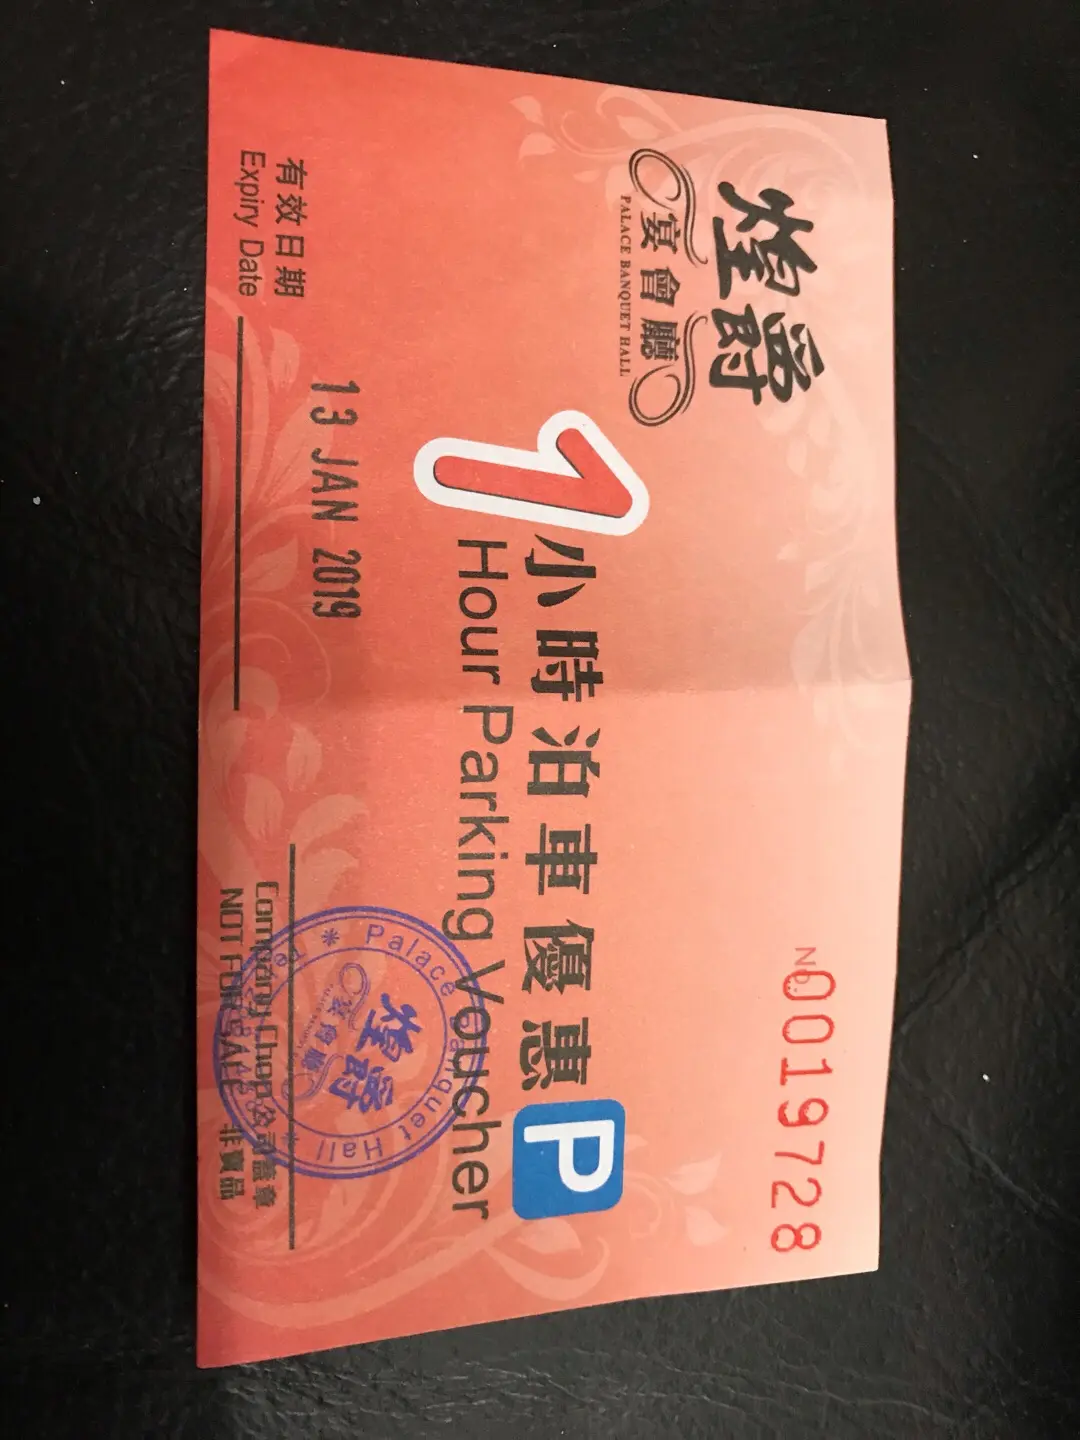 煌爵
宴會廳
PALACE BANQUET HALL
No. 0019728
1小時泊車優惠 P
Hour Parking Voucher
13 JAN 2019
有效日期
Expiry Date
Company Chop 公司蓋章
NOT FOR SALE 非賣品
Palace Banquet Hall
煌爵
宴會廳